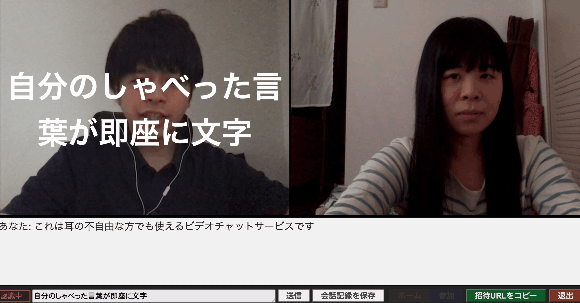 自分のしゃべった言
葉が即座に文字
あなた: これは耳の不自由な方でも使えるビデオチャットサービスです
自分のしゃべった言葉が即座に文字
送信
会話記録を保存
招待URLをコピー
退出